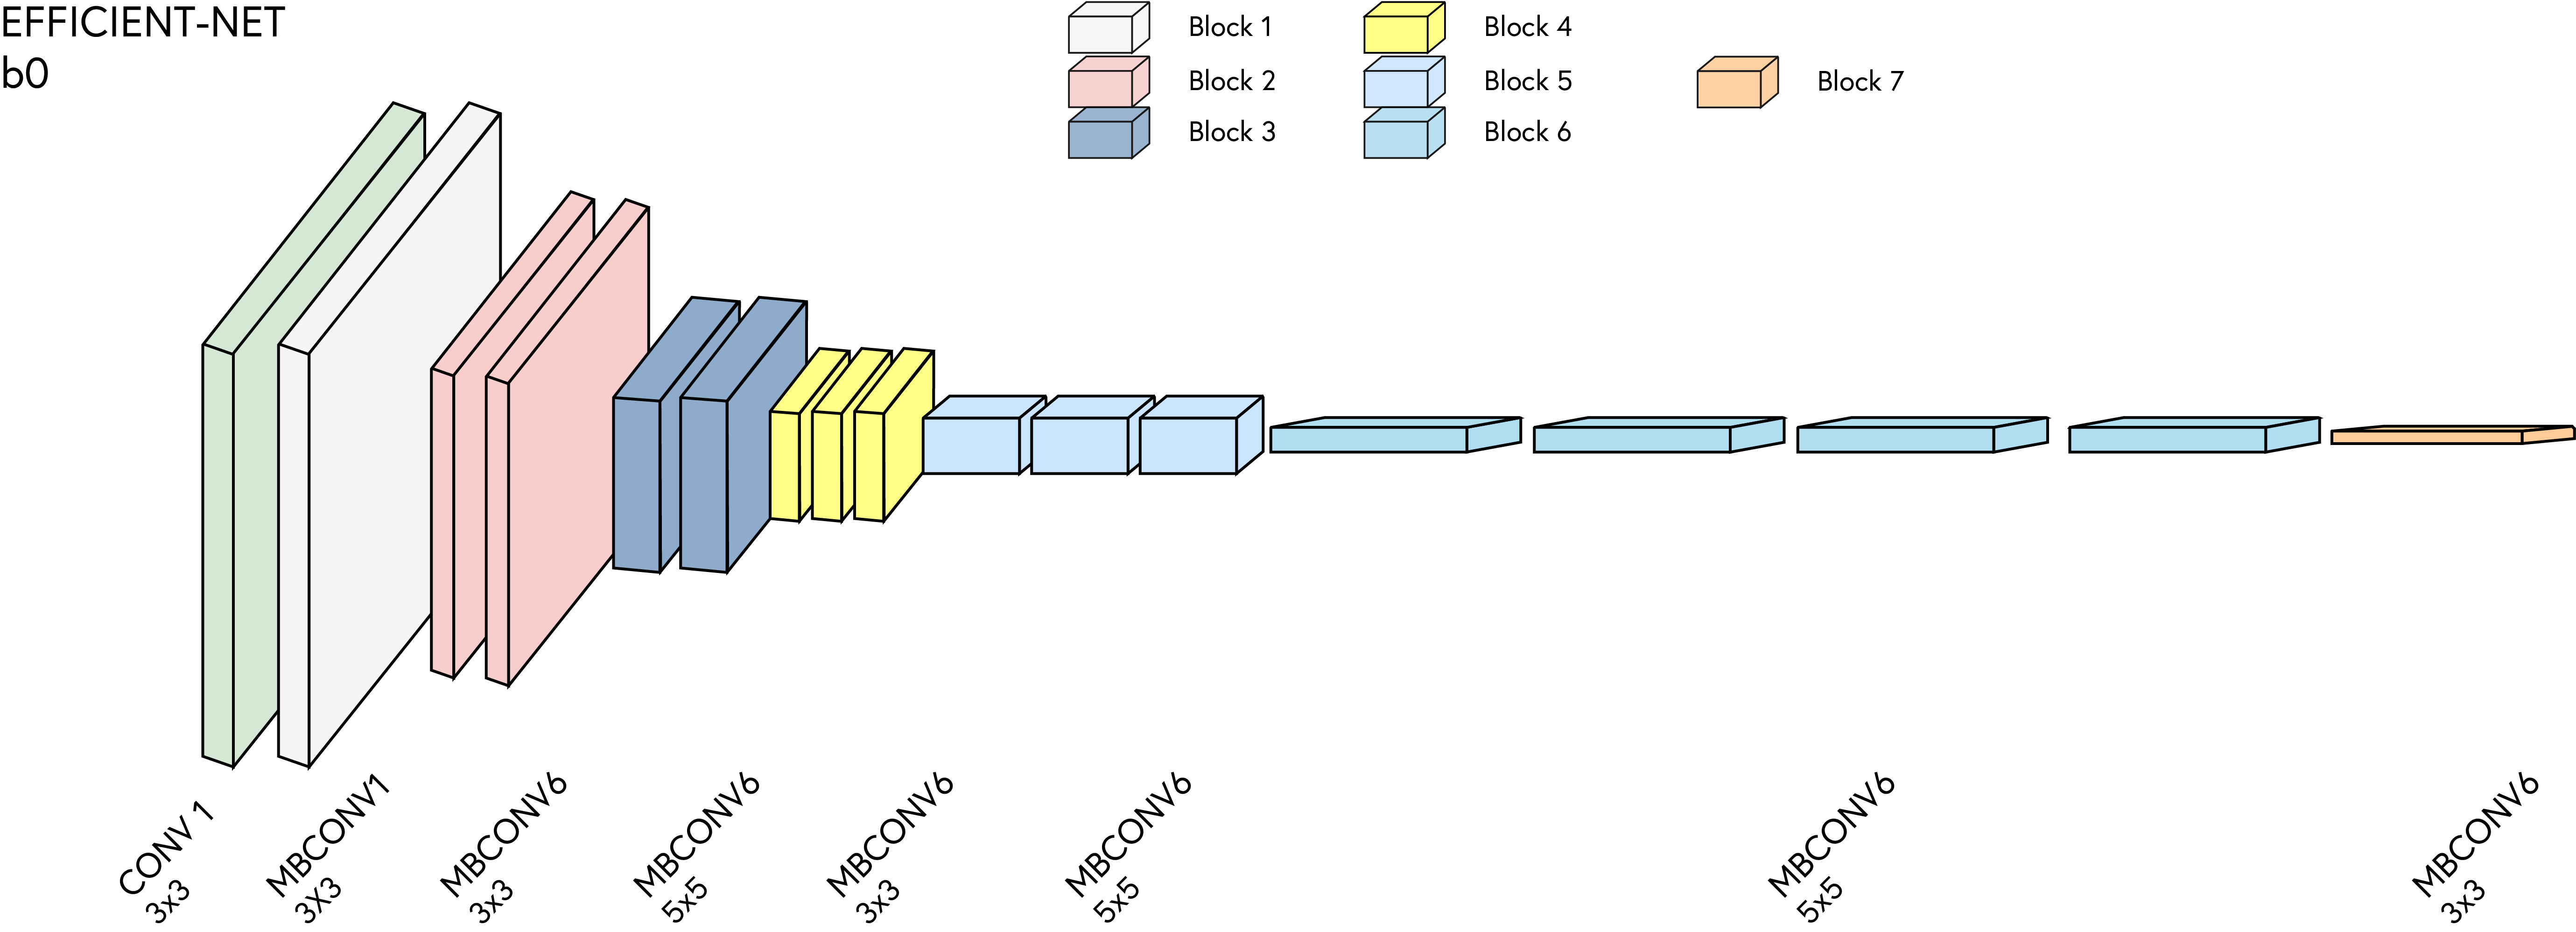 EFFICIENT-NET
b0
Block 1
Block 2
Block 3
Block 4
Block 5
Block 6
Block 7
CONV 1
3x3
MBCONV1
3X3
MBCONV6
3x3
MBCONV6
5x5
MBCONV6
3x3
MBCONV6
5x5
MBCONV6
5x5
MBCONV6
3x3